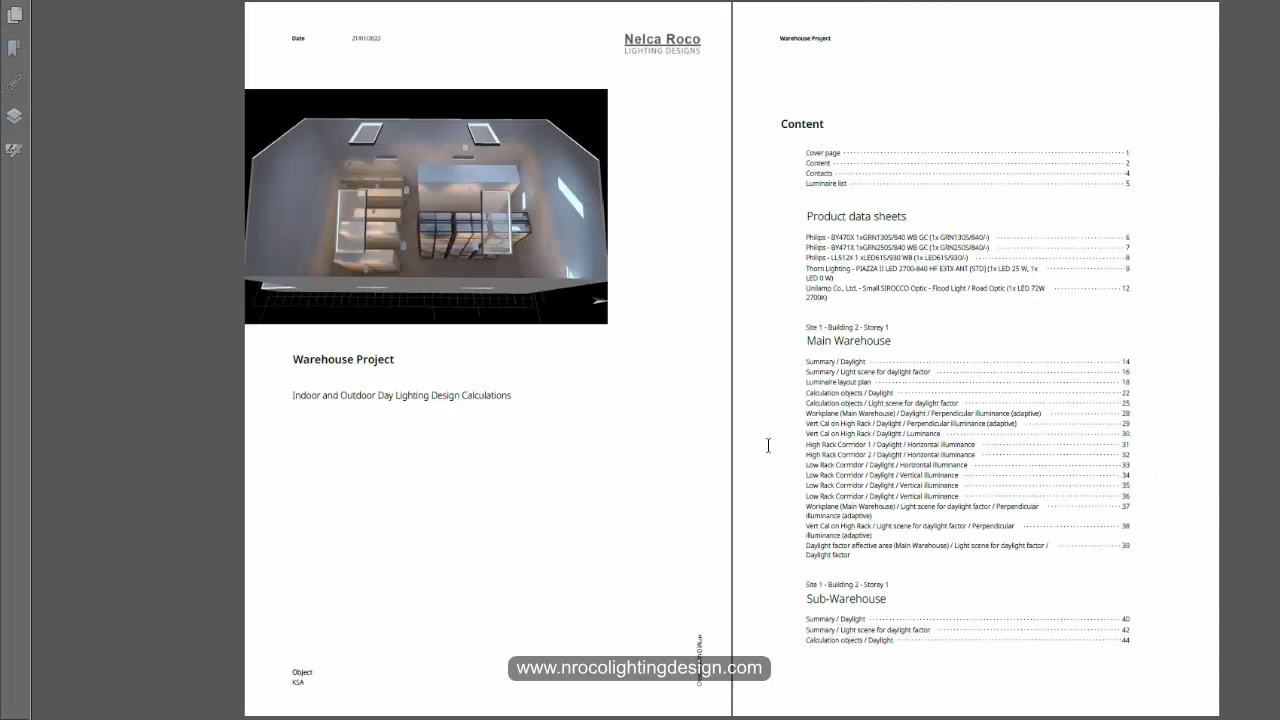 Date 21/01/2022
Nelca Roco
LIGHTING DESIGNS
Warehouse Project
Indoor and Outdoor Day Lighting Design Calculations
Object
KSA
Warehouse Project
Content
Cover page 1
Content 2
Contacts 4
Luminaire list 5
Product data sheets
Philips - BY470X 1xGRN130S/840 WB GC (1x GRN130S/840/-) 6
Philips - BY471X 1xGRN250S/840 WB GC (1x GRN250S/840/-) 7
Philips - LL512X 1 xLED61S/930 WB (1x LED61S/930/-) 8
Thorn Lighting - PIAZZA II LED 2700-840 HF E3TX ANT [STD] (1x LED 25 W, 1x 9
LED 0 W)
Unilamp Co., Ltd. - Small SIROCCO Optic - Flood Light / Road Optic (1x LED 72W 12
2700K)
Site 1 - Building 2 - Storey 1
Main Warehouse
Summary / Daylight 14
Summary / Light scene for daylight factor 16
Luminaire layout plan 18
Calculation objects / Daylight 22
Calculation objects / Light scene for daylight factor 25
Workplane (Main Warehouse) / Daylight / Perpendicular illuminance (adaptive) 28
Vert Cal on High Rack / Daylight / Perpendicular illuminance (adaptive) 29
Vert Cal on High Rack / Daylight / Luminance 30
High Rack Corrridor 1 / Daylight / Horizontal illuminance 31
High Rack Corrridor 2 / Daylight / Horizontal illuminance 32
Low Rack Corrridor / Daylight / Horizontal illuminance 33
Low Rack Corrridor / Daylight / Vertical illuminance 34
Low Rack Corrridor / Daylight / Vertical illuminance 35
Low Rack Corrridor / Daylight / Vertical illuminance 36
Workplane (Main Warehouse) / Light scene for daylight factor / Perpendicular 37
illuminance (adaptive)
Vert Cal on High Rack / Light scene for daylight factor / Perpendicular 38
illuminance (adaptive)
Daylight factor effective area (Main Warehouse) / Light scene for daylight factor / 39
Daylight factor
Site 1 - Building 2 - Storey 1
Sub-Warehouse
Summary / Daylight 40
Summary / Light scene for daylight factor 42
Calculation objects / Daylight 44
www.nrocolightingdesign.com